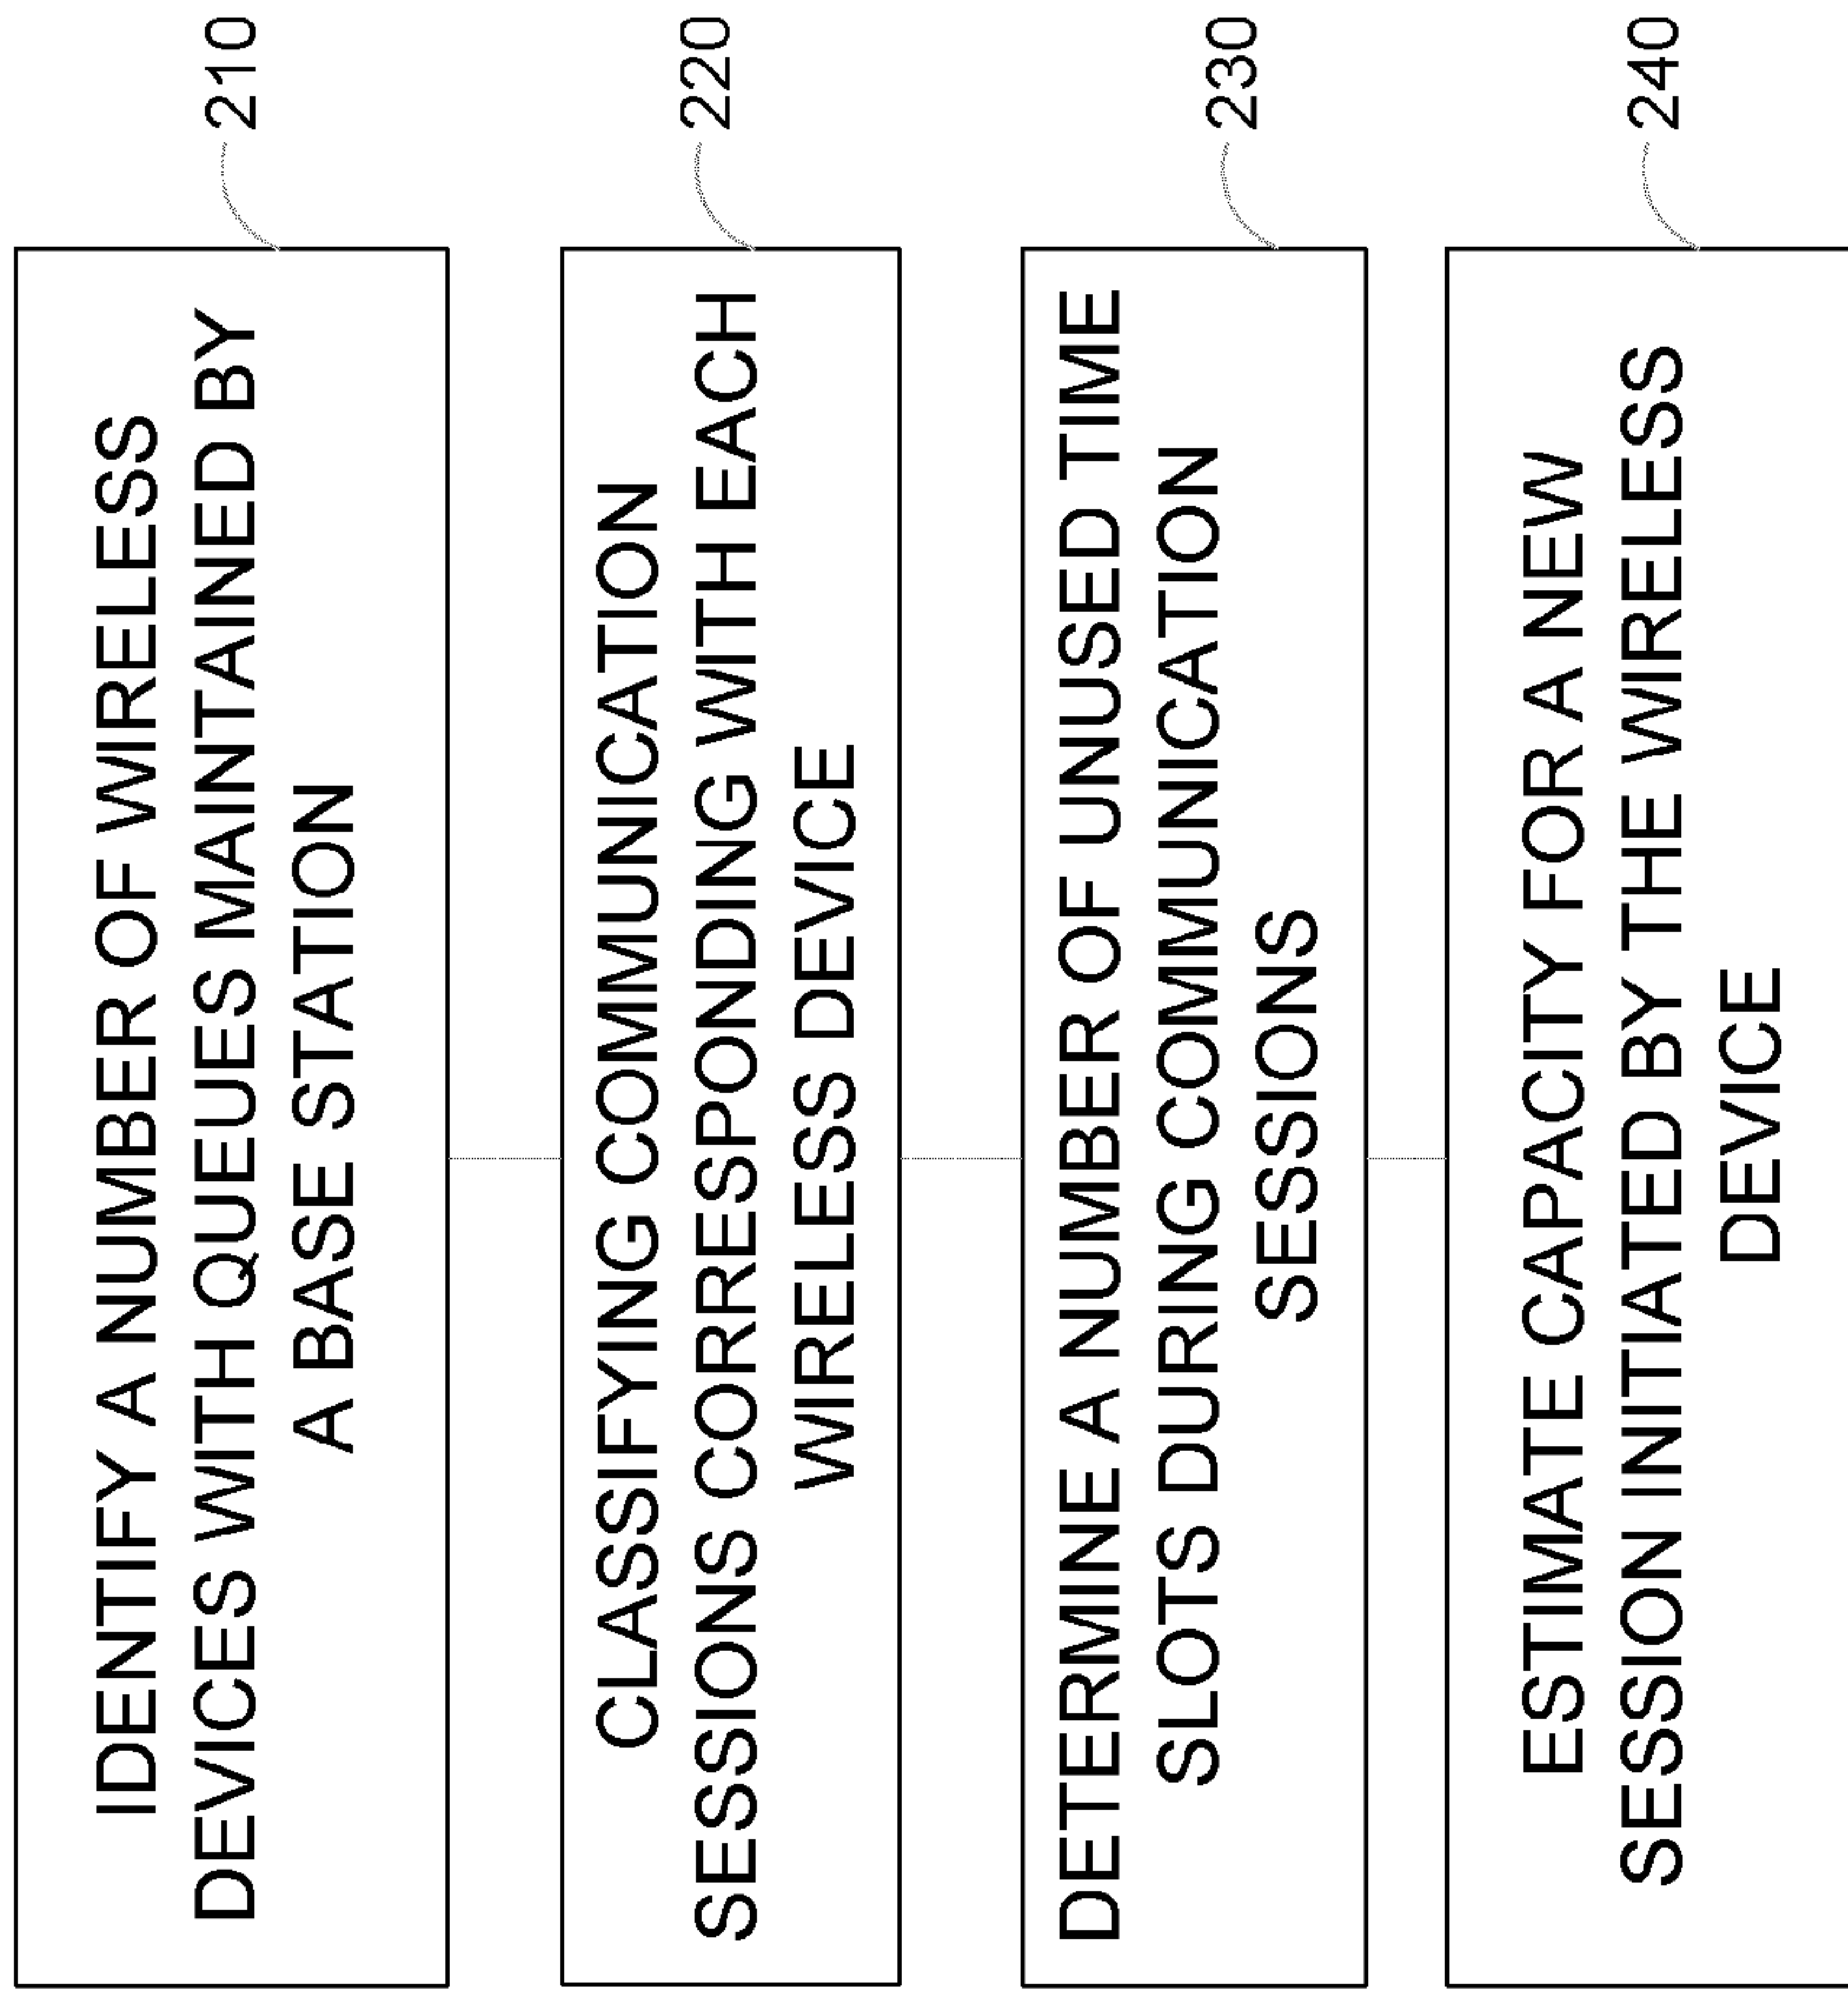 IDENTIFY A NUMBER OF WIRELESS
DEVICES WITH QUEUES MAINTAINED BY
A BASE STATION
210
CLASSIFYING COMMUNICATION
SESSIONS CORRESPONDING WITH EACH
WIRELESS DEVICE
220
DETERMINE A NUMBER OF UNUSED TIME
SLOTS DURING COMMUNICATION
SESSIONS
230
ESTIMATE CAPACITY FOR A NEW
SESSION INITIATED BY THE WIRELESS
DEVICE
240